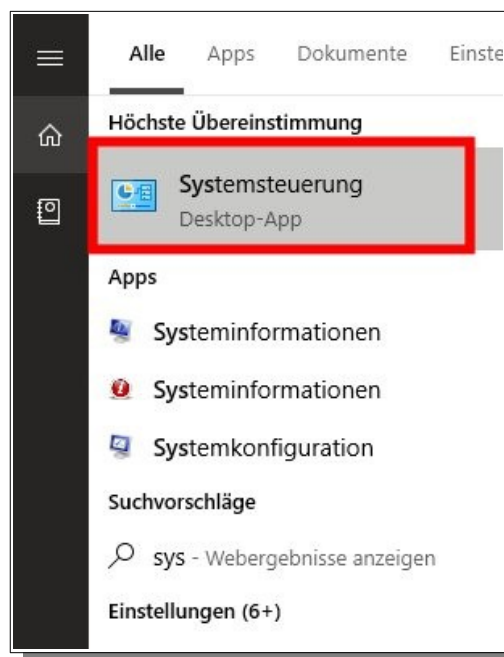 Alle Apps Dokumente Einste
Höchste Übereinstimmung
Systemsteuerung
Desktop-App
Apps
Systeminformationen
Systeminformationen
Systemkonfiguration
Suchvorschläge
sys - Webergebnisse anzeigen
Einstellungen (6+)